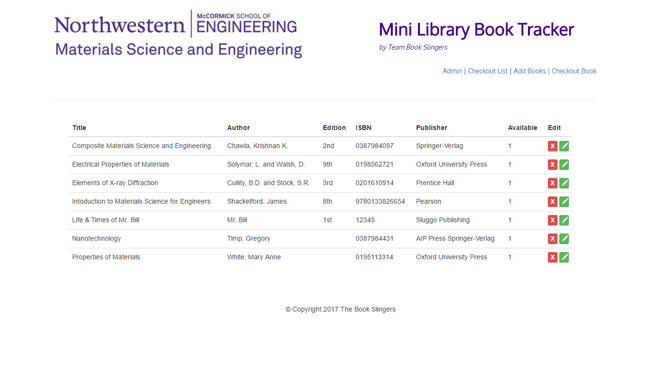 Northwestern | McCORMICK SCHOOL OF ENGINEERING
Materials Science and Engineering
Mini Library Book Tracker
by Team Book Slingers
Admin | Checkout List | Add Books | Checkout Book
Title Author Edition ISBN Publisher Available Edit
Composite Materials Science and Engineering Chawla, Krishnan K. 2nd 0387984097 Springer-Verlag 1 x
Electrical Properties of Materials Solymar, L. and Walsh, D. 9th 0198562721 Oxford University Press 1 x
Elements of X-ray Diffraction Cullity, B.D. and Stock, S.R. 3rd 0201610914 Prentice Hall 1 x
Intoduction to Materials Science for Engineers Shackelford, James 8th 9780133826654 Pearson 1 x
Life & Times of Mr. Bill Mr. Bill 1st 12345 Sluggo Publishing 1 x
Nanotechnology Timp, Gregory 0387984431 AIP Press Springer-Verlag 1 x
Properties of Materials White, Mary Anne 0195113314 Oxford University Press 1 x
© Copyright 2017 The Book Slingers